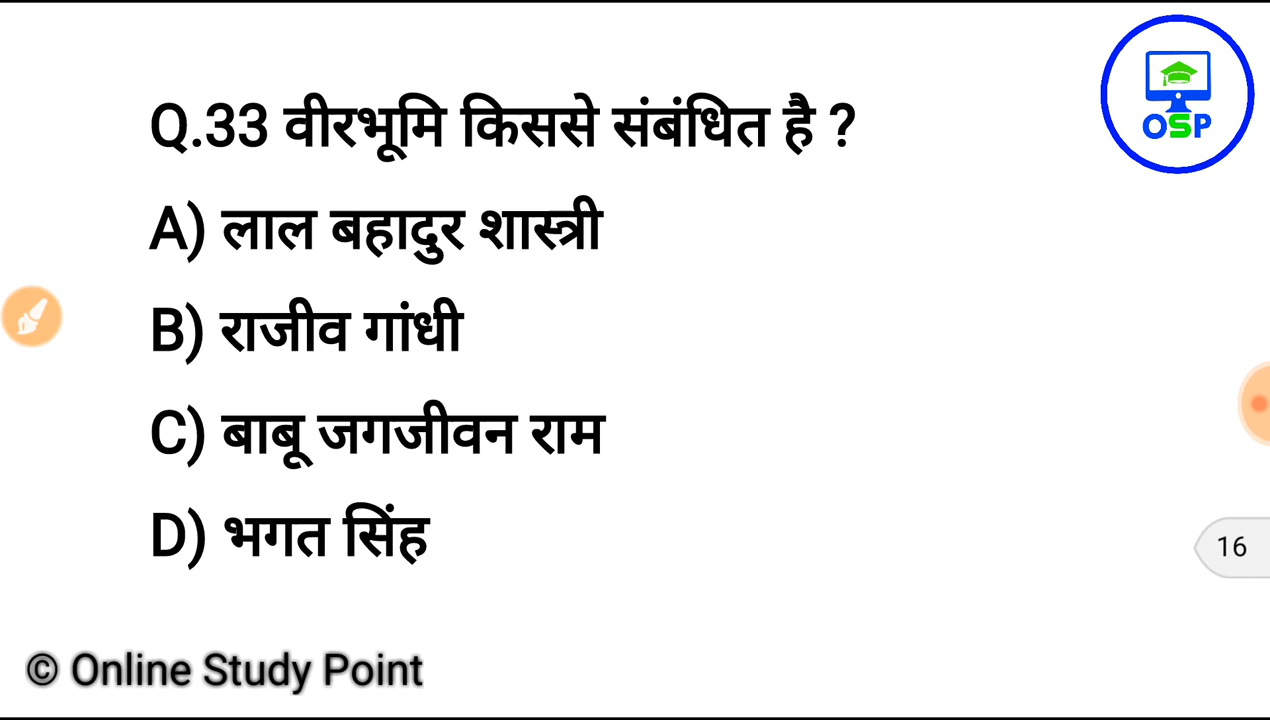 Q.33 वीरभूमि किससे संबंधित है ?
A) लाल बहादुर शास्त्री
B) राजीव गांधी
C) बाबू जगजीवन राम
D) भगत सिंह
OSP
16
© Online Study Point